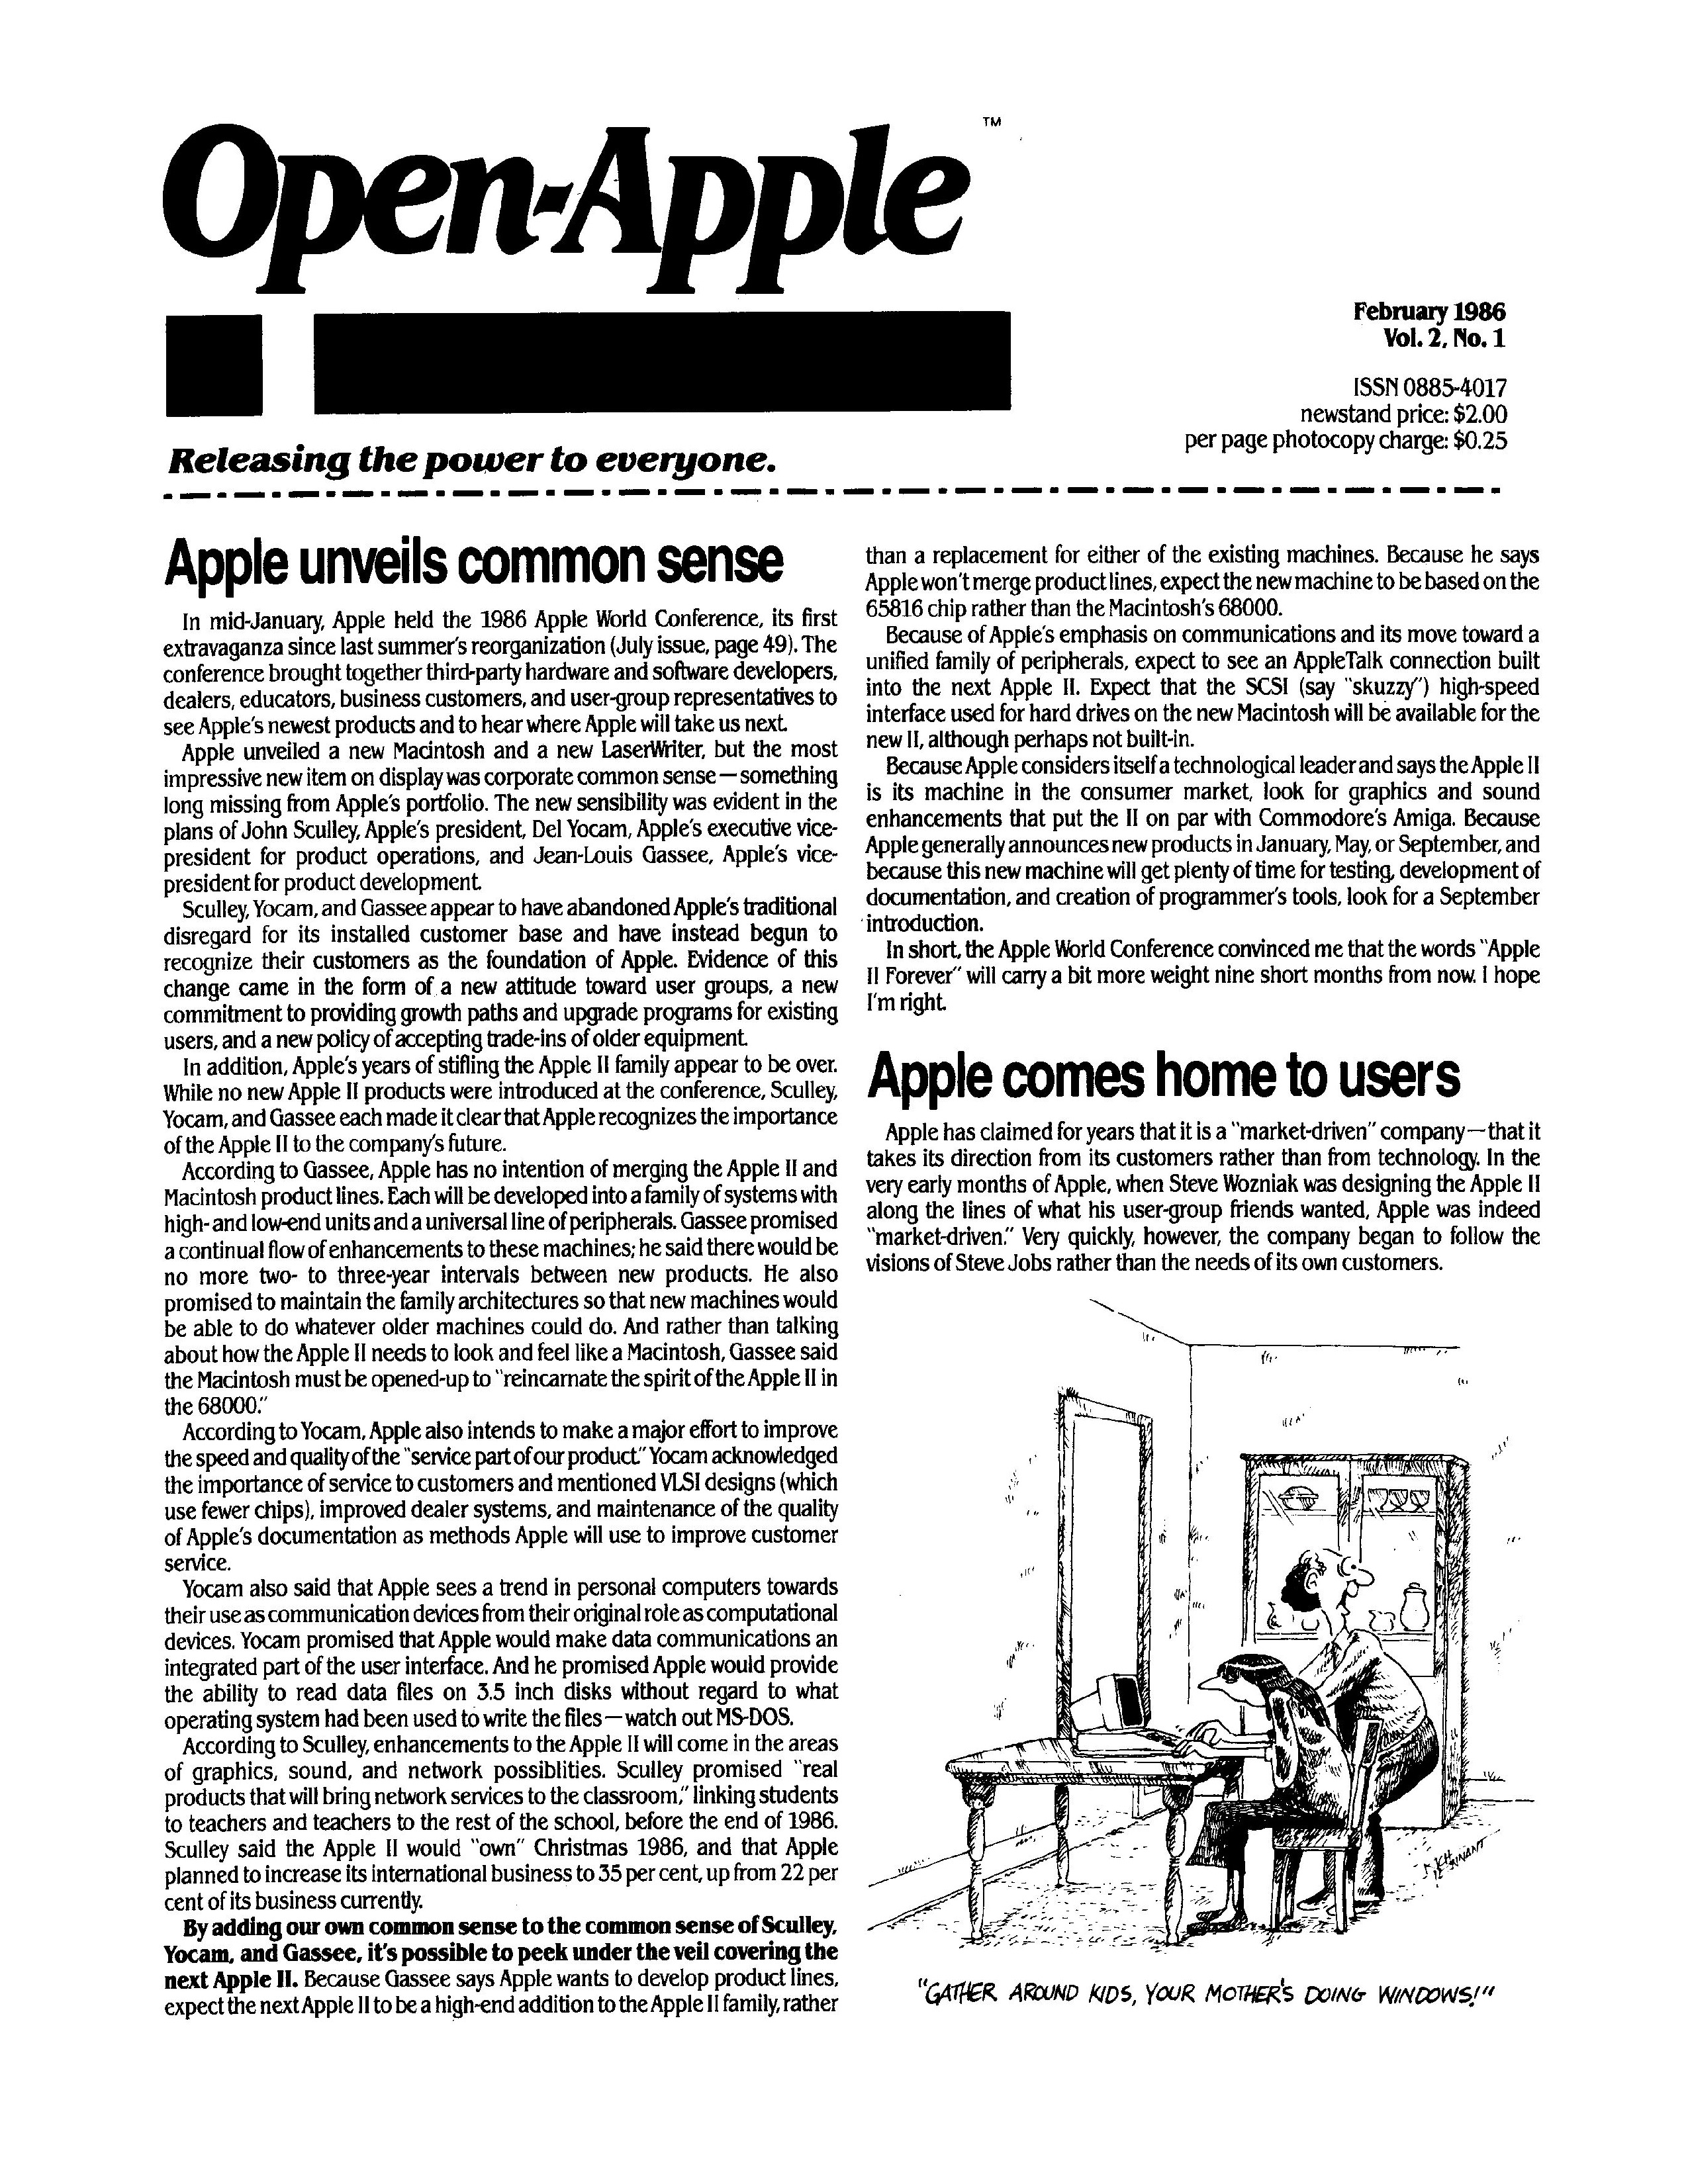 Open-Apple™
February 1986
Vol. 2, No. 1
ISSN 0885-4017
newstand price: $2.00
per page photocopy charge: $0.25
Releasing the power to everyone.
Apple unveils common sense
In mid-January, Apple held the 1986 Apple World Conference, its first
extravaganza since last summer's reorganization (July issue, page 49). The
conference brought together third-party hardware and software developers,
dealers, educators, business customers, and user-group representatives to
see Apple's newest products and to hear where Apple will take us next.
Apple unveiled a new Macintosh and a new LaserWriter, but the most
impressive new item on display was corporate common sense—something
long missing from Apple's portfolio. The new sensibility was evident in the
plans of John Sculley, Apple's president, Del Yocam, Apple's executive vice-
president for product operations, and Jean-Louis Gassee, Apple's vice-
president for product development.
Sculley, Yocam, and Gassee appear to have abandoned Apple's traditional
disregard for its installed customer base and have instead begun to
recognize their customers as the foundation of Apple. Evidence of this
change came in the form of a new attitude toward user groups, a new
commitment to providing growth paths and upgrade programs for existing
users, and a new policy of accepting trade-ins of older equipment.
In addition, Apple's years of stifling the Apple II family appear to be over.
While no new Apple II products were introduced at the conference, Sculley,
Yocam, and Gassee each made it clear that Apple recognizes the importance
of the Apple II to the company's future.
According to Gassee, Apple has no intention of merging the Apple II and
Macintosh product lines. Each will be developed into a family of systems with
high- and low-end units and a universal line of peripherals. Gassee promised
a continual flow of enhancements to these machines; he said there would be
no more two- to three-year intervals between new products. He also
promised to maintain the family architectures so that new machines would
be able to do whatever older machines could do. And rather than talking
about how the Apple II needs to look and feel like a Macintosh, Gassee said
the Macintosh must be opened-up to "reincarnate the spirit of the Apple II in
the 68000."
According to Yocam, Apple also intends to make a major effort to improve
the speed and quality of the "service part of our product." Yocam acknowledged
the importance of service to customers and mentioned VLSI designs (which
use fewer chips), improved dealer systems, and maintenance of the quality
of Apple's documentation as methods Apple will use to improve customer
service.
Yocam also said that Apple sees a trend in personal computers towards
their use as communication devices from their original role as computational
devices. Yocam promised that Apple would make data communications an
integrated part of the user interface. And he promised Apple would provide
the ability to read data files on 3.5 inch disks without regard to what
operating system had been used to write the files—watch out MS-DOS.
According to Sculley, enhancements to the Apple II will come in the areas
of graphics, sound, and network possiblities. Sculley promised "real
products that will bring network services to the classroom," linking students
to teachers and teachers to the rest of the school, before the end of 1986.
Sculley said the Apple II would "own" Christmas 1986, and that Apple
planned to increase its international business to 35 per cent, up from 22 per
cent of its business currently.
By adding our own common sense to the common sense of Sculley,
Yocam, and Gassee, it's possible to peek under the veil covering the
next Apple II. Because Gassee says Apple wants to develop product lines,
expect the next Apple II to be a high-end addition to the Apple II family, rather
than a replacement for either of the existing machines. Because he says
Apple won't merge product lines, expect the new machine to be based on the
65816 chip rather than the Macintosh's 68000.
Because of Apple's emphasis on communications and its move toward a
unified family of peripherals, expect to see an AppleTalk connection built
into the next Apple II. Expect that the SCSI (say "skuzzy") high-speed
interface used for hard drives on the new Macintosh will be available for the
new II, although perhaps not built-in.
Because Apple considers itself a technological leader and says the Apple II
is its machine in the consumer market, look for graphics and sound
enhancements that put the II on par with Commodore's Amiga. Because
Apple generally announces new products in January, May, or September, and
because this new machine will get plenty of time for testing, development of
documentation, and creation of programmer's tools, look for a September
introduction.
In short, the Apple World Conference convinced me that the words "Apple
II Forever" will carry a bit more weight nine short months from now. I hope
I'm right.
Apple comes home to users
Apple has claimed for years that it is a "market-driven" company—that it
takes its direction from its customers rather than from technology. In the
very early months of Apple, when Steve Wozniak was designing the Apple II
along the lines of what his user-group friends wanted, Apple was indeed
"market-driven." Very quickly, however, the company began to follow the
visions of Steve Jobs rather than the needs of its own customers.
"GATHER AROUND KIDS, YOUR MOTHER'S DOING WINDOWS!"